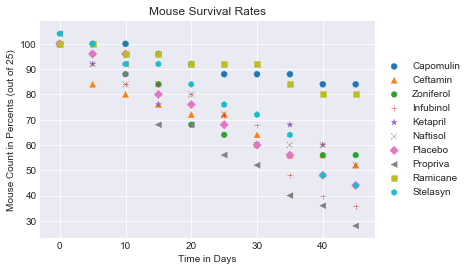 Mouse Survival Rates
Mouse Count in Percents (out of 25)
100
90
80
70
60
50
40
30
0
10
20
30
40
Time in Days
Capomulin
Ceftamin
Zoniferol
Infubinol
Ketapril
Naftisol
Placebo
Propriva
Ramicane
Stelasyn